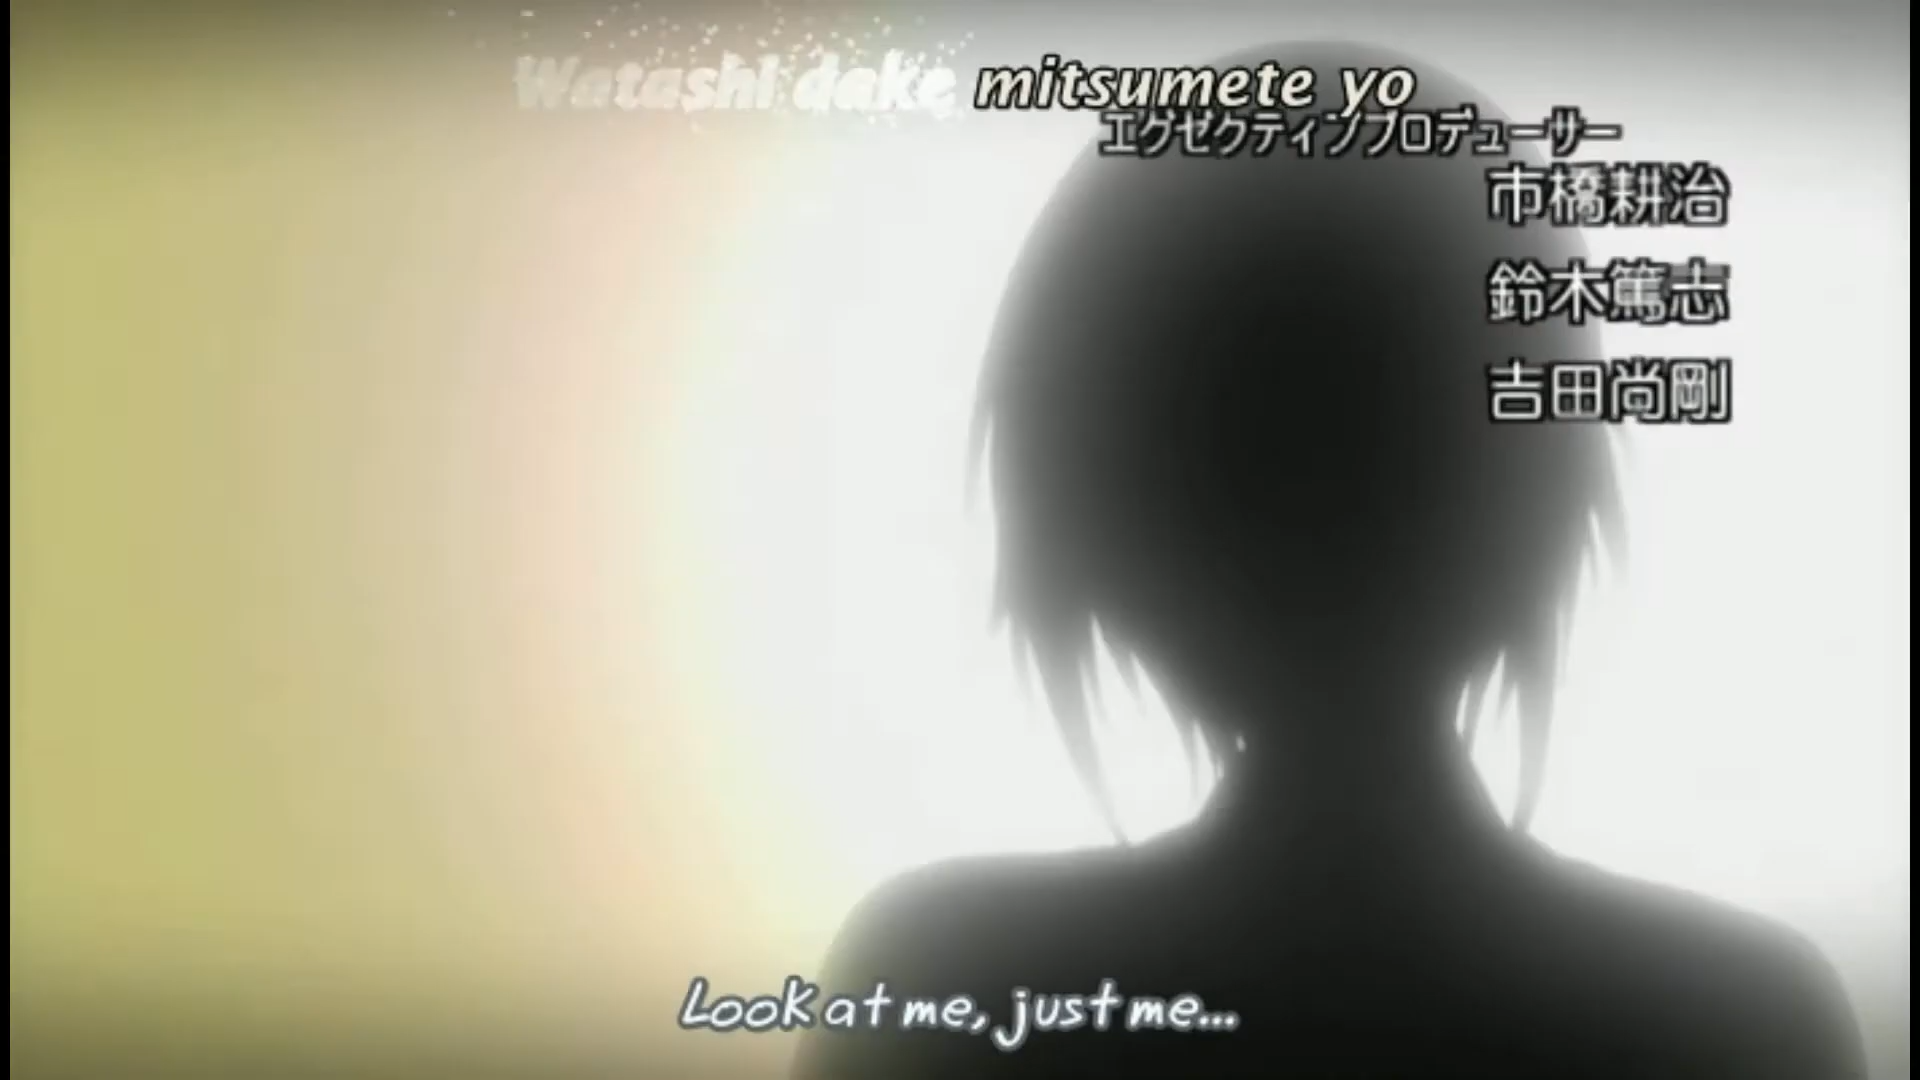 Watashi dake mitsumete yo
エグゼクティブプロデューサー
市橋耕治
鈴木篤志
吉田尚剛
Look at me, just me...